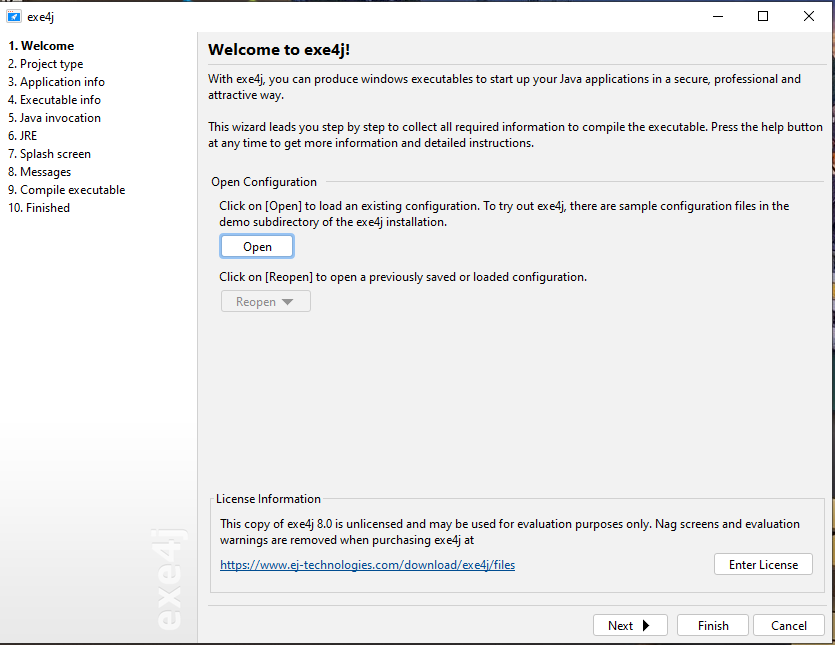 exe4j
1. Welcome
2. Project type
3. Application info
4. Executable info
5. Java invocation
6. JRE
7. Splash screen
8. Messages
9. Compile executable
10. Finished
exe4j
Welcome to exe4j!
With exe4j, you can produce windows executables to start up your Java applications in a secure, professional and
attractive way.
This wizard leads you step by step to collect all required information to compile the executable. Press the help button
at any time to get more information and detailed instructions.
Open Configuration
Click on [Open] to load an existing configuration. To try out exe4j, there are sample configuration files in the
demo subdirectory of the exe4j installation.
Open
Click on [Reopen] to open a previously saved or loaded configuration.
Reopen
License Information
This copy of exe4j 8.0 is unlicensed and may be used for evaluation purposes only. Nag screens and evaluation
warnings are removed when purchasing exe4j at
https://www.ej-technologies.com/download/exe4j/files
Enter License
Next
Finish
Cancel